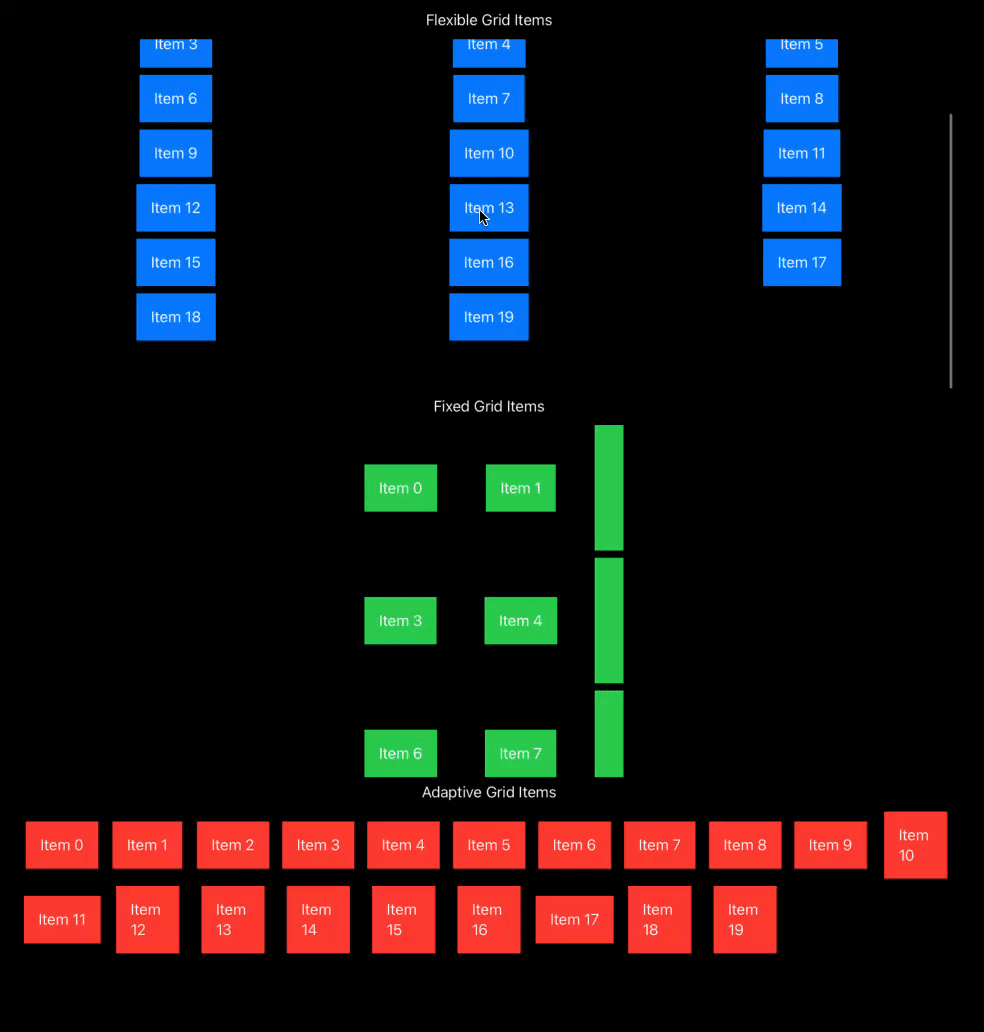 Flexible Grid Items
Item 3 Item 4 Item 5
Item 6 Item 7 Item 8
Item 9 Item 10 Item 11
Item 12 Item 13 Item 14
Item 15 Item 16 Item 17
Item 18 Item 19
Fixed Grid Items
Item 0 Item 1
Item 3 Item 4
Item 6 Item 7
Adaptive Grid Items
Item 0 Item 1 Item 2 Item 3 Item 4 Item 5 Item 6 Item 7 Item 8 Item 9 Item
10
Item 11 Item Item Item Item Item Item 17 Item Item
12 13 14 15 16 18 19